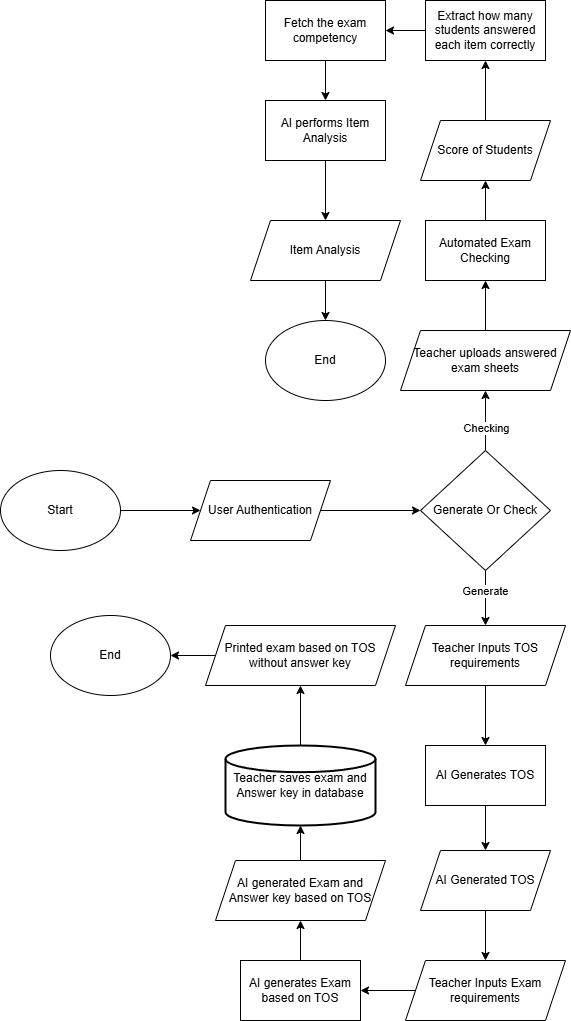 Fetch the exam
competency
Extract how many
students answered
each item correctly
AI performs Item
Analysis
Score of Students
Item Analysis
Automated Exam
Checking
End
Teacher uploads answered
exam sheets
Checking
Start
User Authentication
Generate Or Check
Generate
End
Printed exam based on TOS
without answer key
Teacher Inputs TOS
requirements
Teacher saves exam and
Answer key in database
AI Generates TOS
AI generated Exam and
Answer key based on TOS
AI Generated TOS
AI generates Exam
based on TOS
Teacher Inputs Exam
requirements